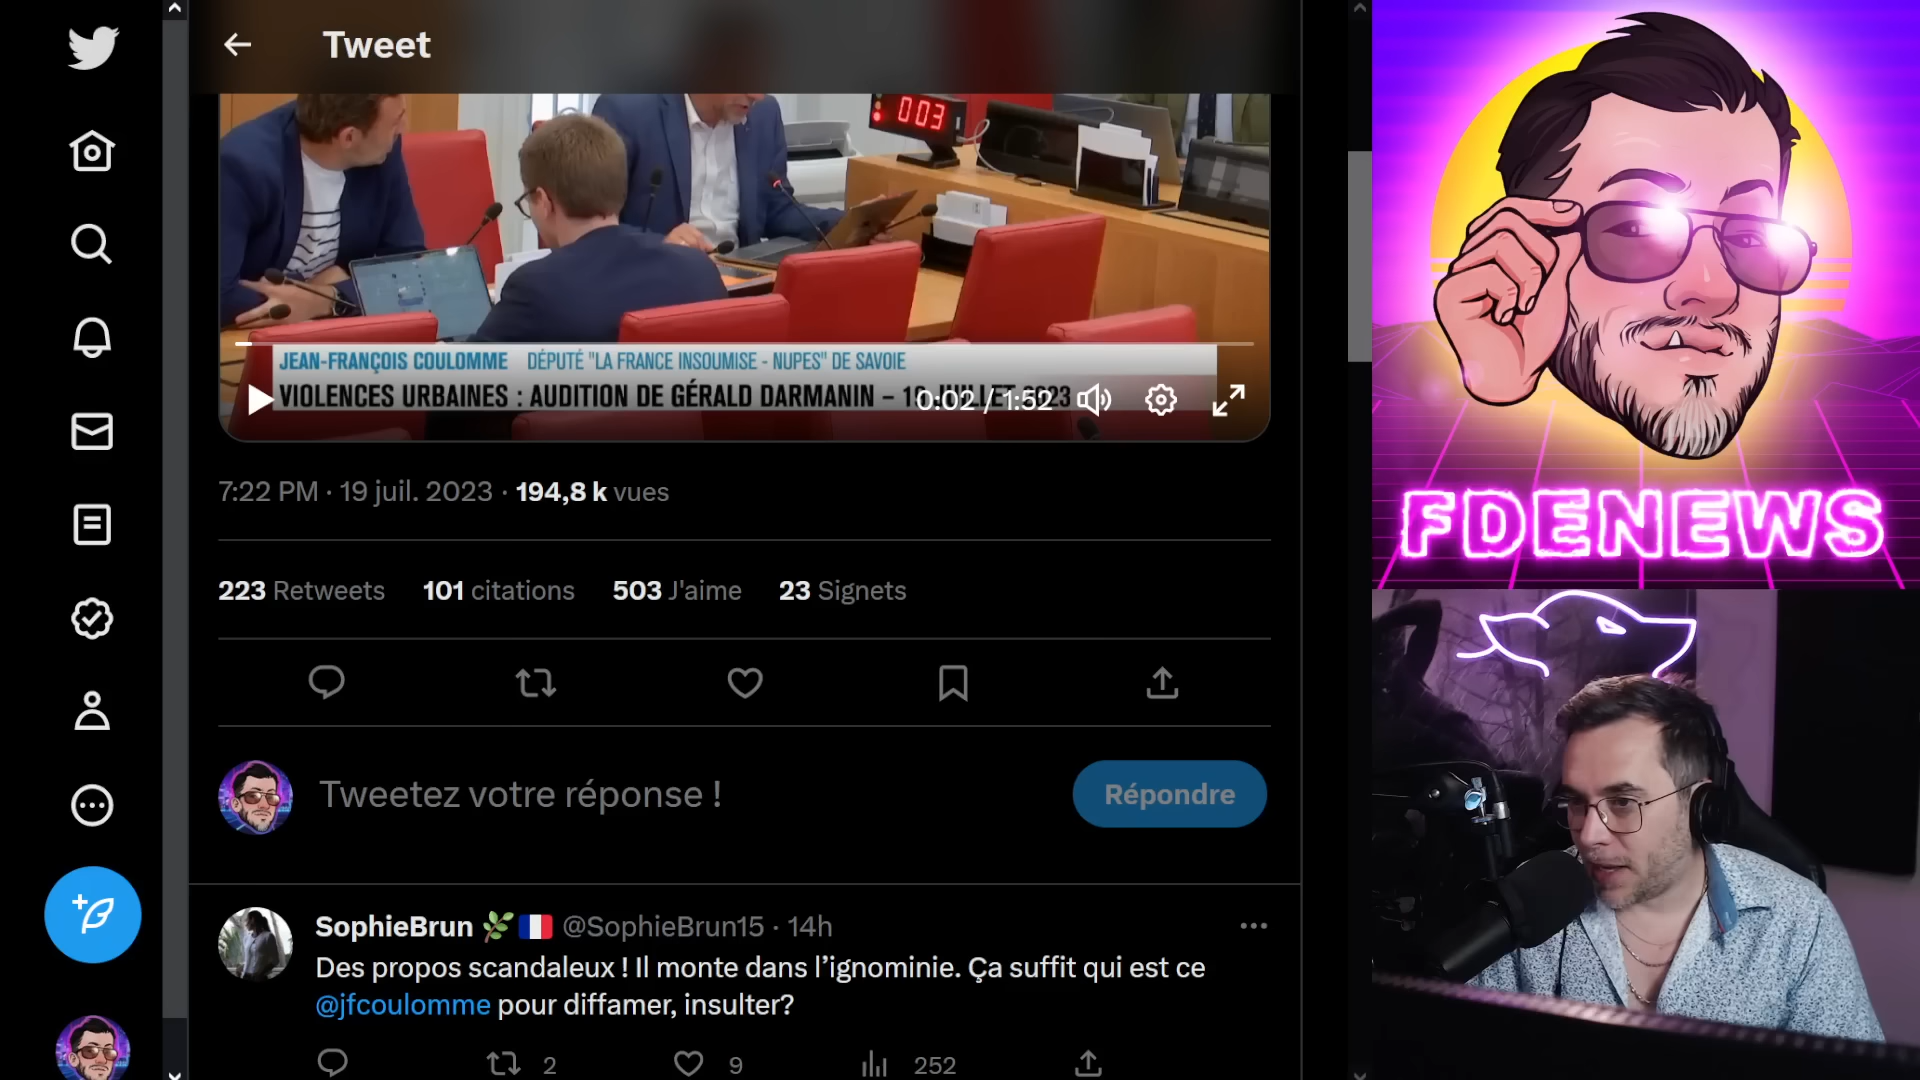 Tweet
003
JEAN-FRANÇOIS COULOMME DÉPUTÉ "LA FRANCE INSOUMISE - NUPES" DE SAVOIE
VIOLENCES URBAINES : AUDITION DE GÉRALD DARMANIN – 19 JUILLET 2023
0:02 / 1:52
7:22 PM · 19 juil. 2023 · 194,8 k vues
223 Retweets 101 citations 503 J'aime 23 Signets
Tweetez votre réponse !
Répondre
SophieBrun @SophieBrun15 · 14h
Des propos scandaleux ! Il monte dans l’ignominie. Ça suffit qui est ce
@jfcoulomme pour diffamer, insulter?
2 9 252
FDENEWS